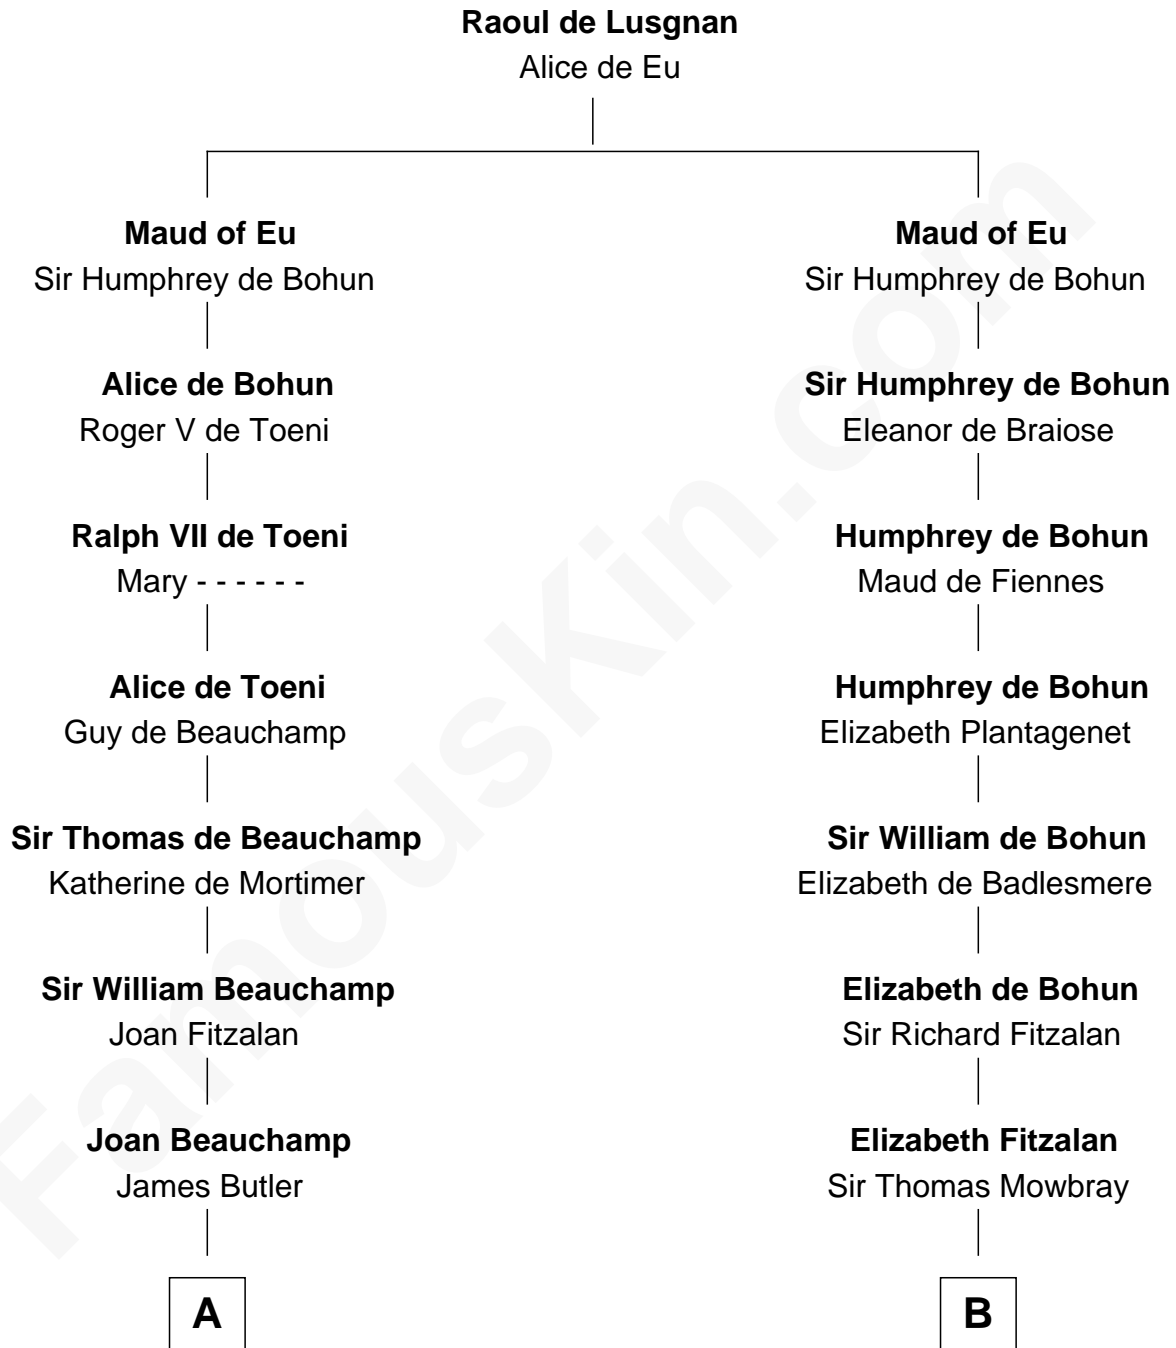 Raoul de Lusgnan
Alice de Eu
Maud of Eu
Sir Humphrey de Bohun
Maud of Eu
Sir Humphrey de Bohun
Alice de Bohun
Roger V de Toeni
Sir Humphrey de Bohun
Eleanor de Braiose
Ralph VII de Toeni
Mary - - - - - -
Humphrey de Bohun
Maud de Fiennes
Alice de Toeni
Guy de Beauchamp
Humphrey de Bohun
Elizabeth Plantagenet
Sir Thomas de Beauchamp
Katherine de Mortimer
Sir William de Bohun
Elizabeth de Badlesmere
Sir William Beauchamp
Joan Fitzalan
Elizabeth de Bohun
Sir Richard Fitzalan
Joan Beauchamp
James Butler
Elizabeth Fitzalan
Sir Thomas Mowbray
A
B
FamousKin.com